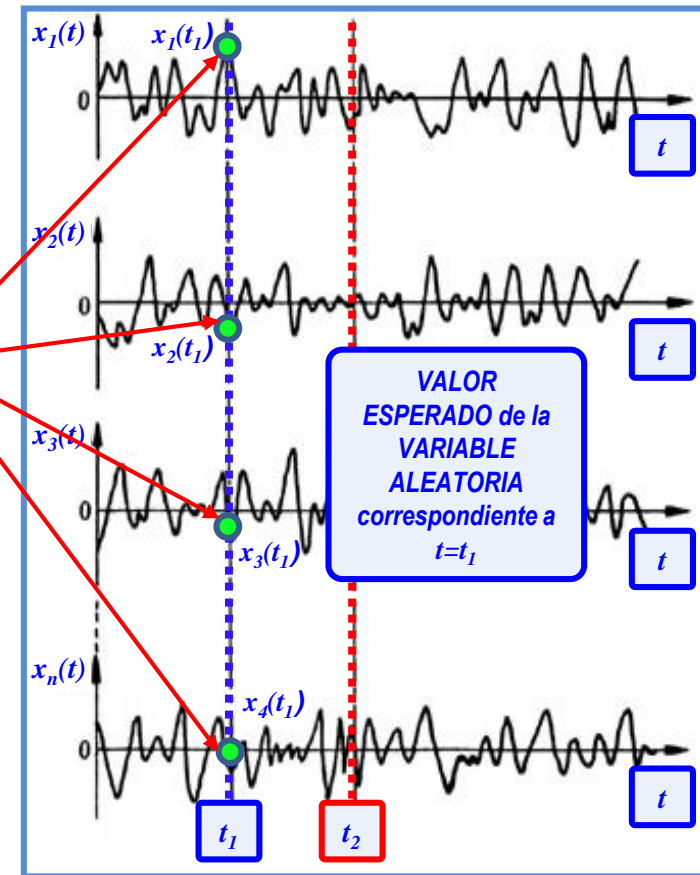 x₁(t) x₁(t₁)
0
t
x₂(t)
0
x₂(t₁)
t
VALOR
ESPERADO de la
VARIABLE
ALEATORIA
correspondiente a
t=t₁
x₃(t)
0
x₃(t₁)
t
xₙ(t)
x₄(t₁)
0
t
t₁ t₂